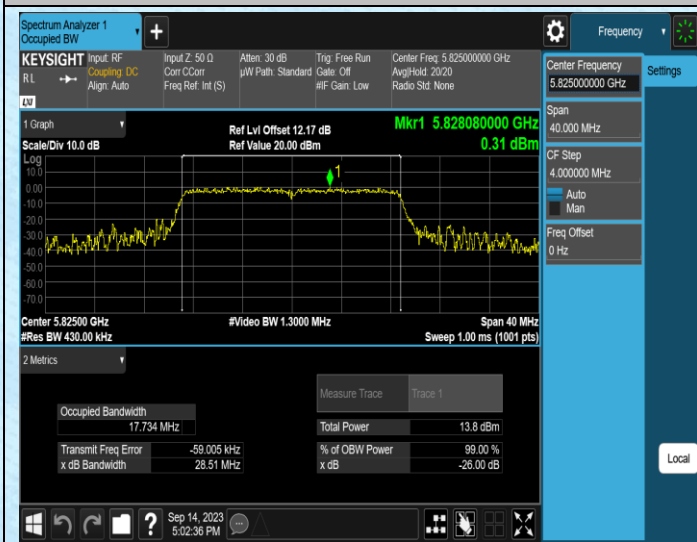 Spectrum Analyzer 1
Occupied BW
Frequency
KEYSIGHT
RL
LXI
Input: RF
Coupling: DC
Align: Auto
Input Z: 50 Ω
Corr CCorr
Freq Ref: Int (S)
Atten: 30 dB
µW Path: Standard
Trig: Free Run
Gate: Off
#IF Gain: Low
Center Freq: 5.825000000 GHz
Avg|Hold: 20/20
Radio Std: None
Center Frequency
5.825000000 GHz
Settings
Span
40.000 MHz
CF Step
4.000000 MHz
Auto
Man
Freq Offset
0 Hz
Local
1 Graph
Scale/Div 10.0 dB
Ref Lvl Offset 12.17 dB
Ref Value 20.00 dBm
Mkr1 5.828080000 GHz
0.31 dBm
Log
10.0
0.00
-10.0
-20.0
-30.0
-40.0
-50.0
-60.0
-70.0
1
Center 5.82500 GHz
#Res BW 430.00 kHz
#Video BW 1.3000 MHz
Span 40 MHz
Sweep 1.00 ms (1001 pts)
2 Metrics
Measure Trace
Trace 1
Occupied Bandwidth
17.734 MHz
Total Power
13.8 dBm
Transmit Freq Error
-59.005 kHz
% of OBW Power
99.00 %
x dB Bandwidth
28.51 MHz
x dB
-26.00 dB
?
Sep 14, 2023
5:02:36 PM